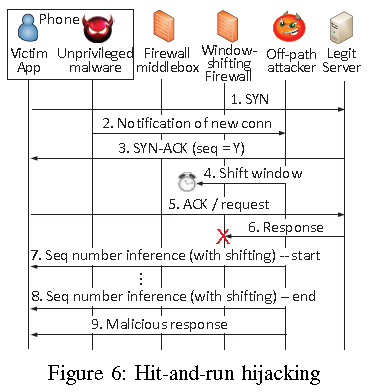 Phone
Victim App
Unprivileged malware
Firewall middlebox
Window-shifting Firewall
Off-path attacker
Legit Server
1. SYN
2. Notification of new conn
3. SYN-ACK (seq = Y)
4. Shift window
5. ACK / request
6. Response
X
7. Seq number inference (with shifting) -- start
⋮
8. Seq number inference (with shifting) – end
9. Malicious response
Figure 6: Hit-and-run hijacking